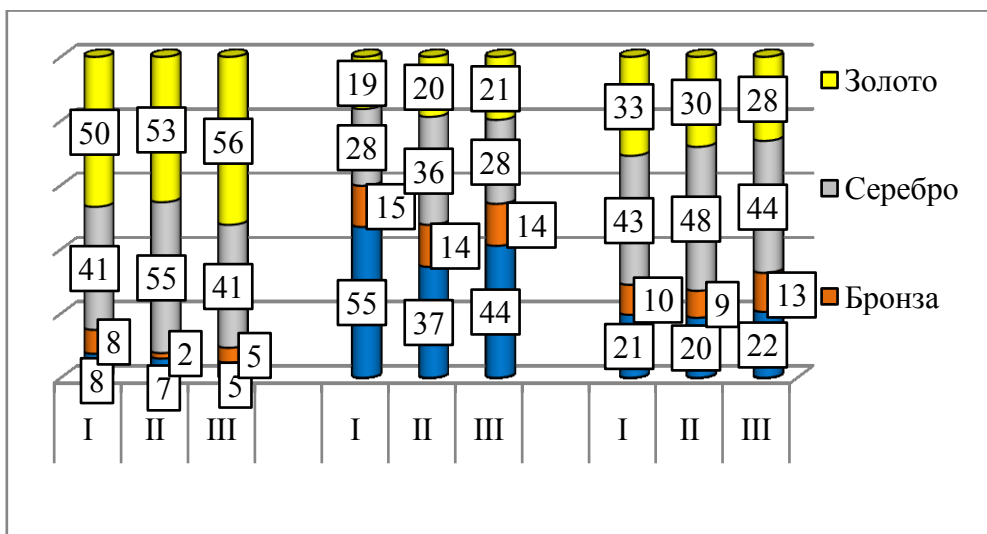 50 53 56 19 20 21 33 30 28 Золото
41 55 41 28 36 28 43 48 44 Серебро
8 2 5 15 14 14 10 9 13 Бронза
8 7 5 55 37 44 21 20 22
I II III I II III I II III